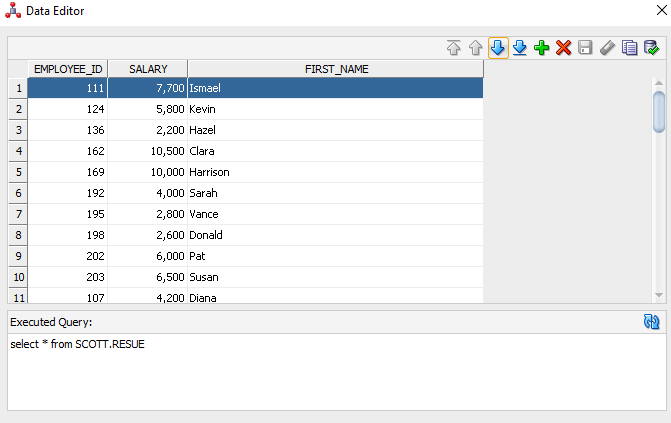 Data Editor
EMPLOYEE_ID SALARY FIRST_NAME
1 111 7,700 Ismael
2 124 5,800 Kevin
3 136 2,200 Hazel
4 162 10,500 Clara
5 169 10,000 Harrison
6 192 4,000 Sarah
7 195 2,800 Vance
8 198 2,600 Donald
9 202 6,000 Pat
10 203 6,500 Susan
11 107 4,200 Diana
Executed Query:
select * from SCOTT.RESUE